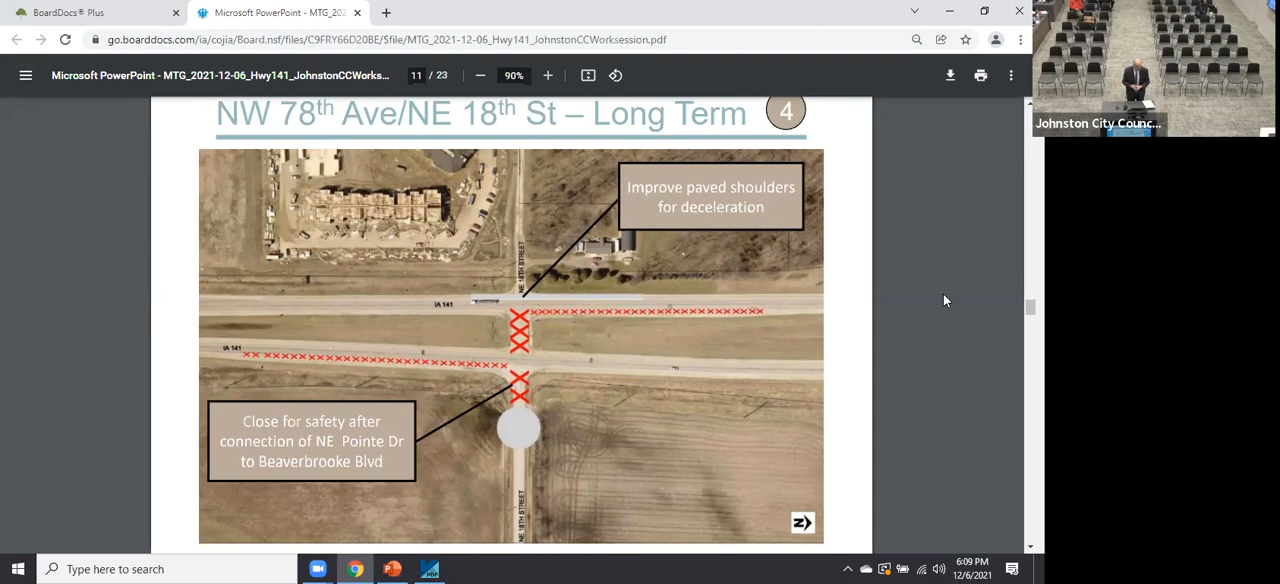 BoardDocs® Plus
Microsoft PowerPoint - MTG_202
go.boarddocs.com/ia/cojia/Board.nsf/files/C9FRY66D20BE/$file/MTG_2021-12-06_Hwy141_JohnstonCCWorksession.pdf
Microsoft PowerPoint - MTG_2021-12-06_Hwy141_JohnstonCCWorks...
11 / 23
90%
Johnston City Counc...
NW 78th Ave/NE 18th St – Long Term
4
Improve paved shoulders
for deceleration
NE 18TH STREET
IA 141
IA 141
Close for safety after
connection of NE Pointe Dr
to Beaverbrooke Blvd
NE 18TH STREET
N
Type here to search
6:09 PM
12/6/2021